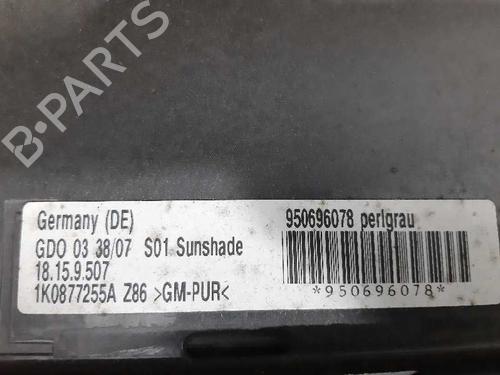 B-PARTS
Germany (DE)
GDO 03 38/07 S01 Sunshade
18.15.9.507
1K0877255A Z86 >GM-PUR<
950696078 perlgrau
*950696078*